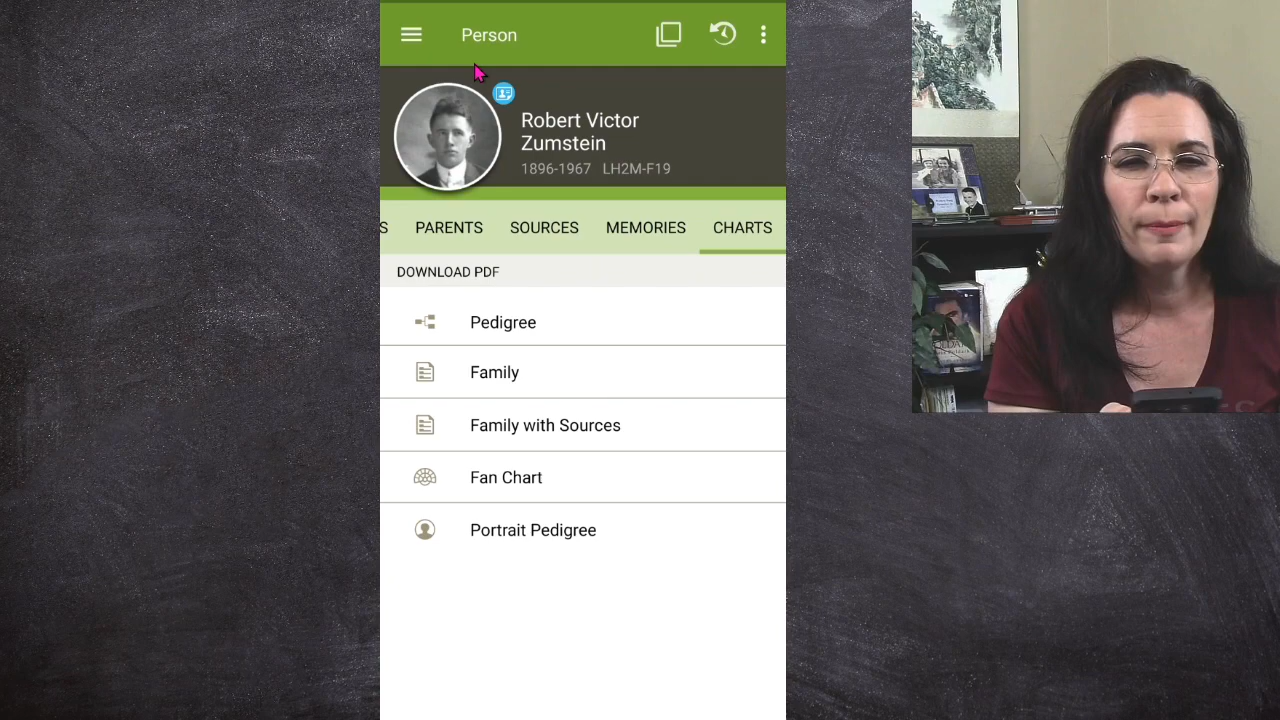 Person
Robert Victor
Zumstein
1896-1967 LH2M-F19
S PARENTS SOURCES MEMORIES CHARTS
DOWNLOAD PDF
Pedigree
Family
Family with Sources
Fan Chart
Portrait Pedigree